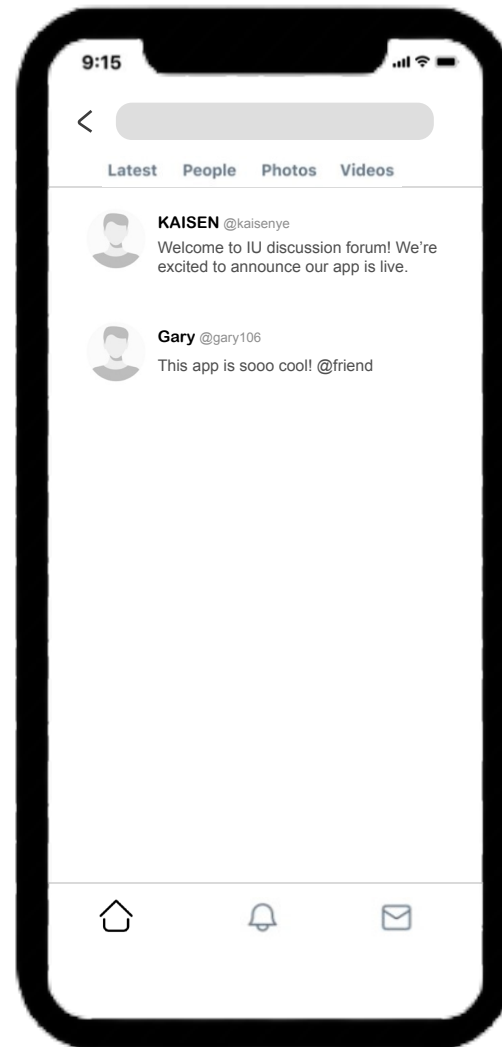 9:15
Latest People Photos Videos
KAISEN @kaisenye
Welcome to IU discussion forum! We’re
excited to announce our app is live.
Gary @gary106
This app is sooo cool! @friend